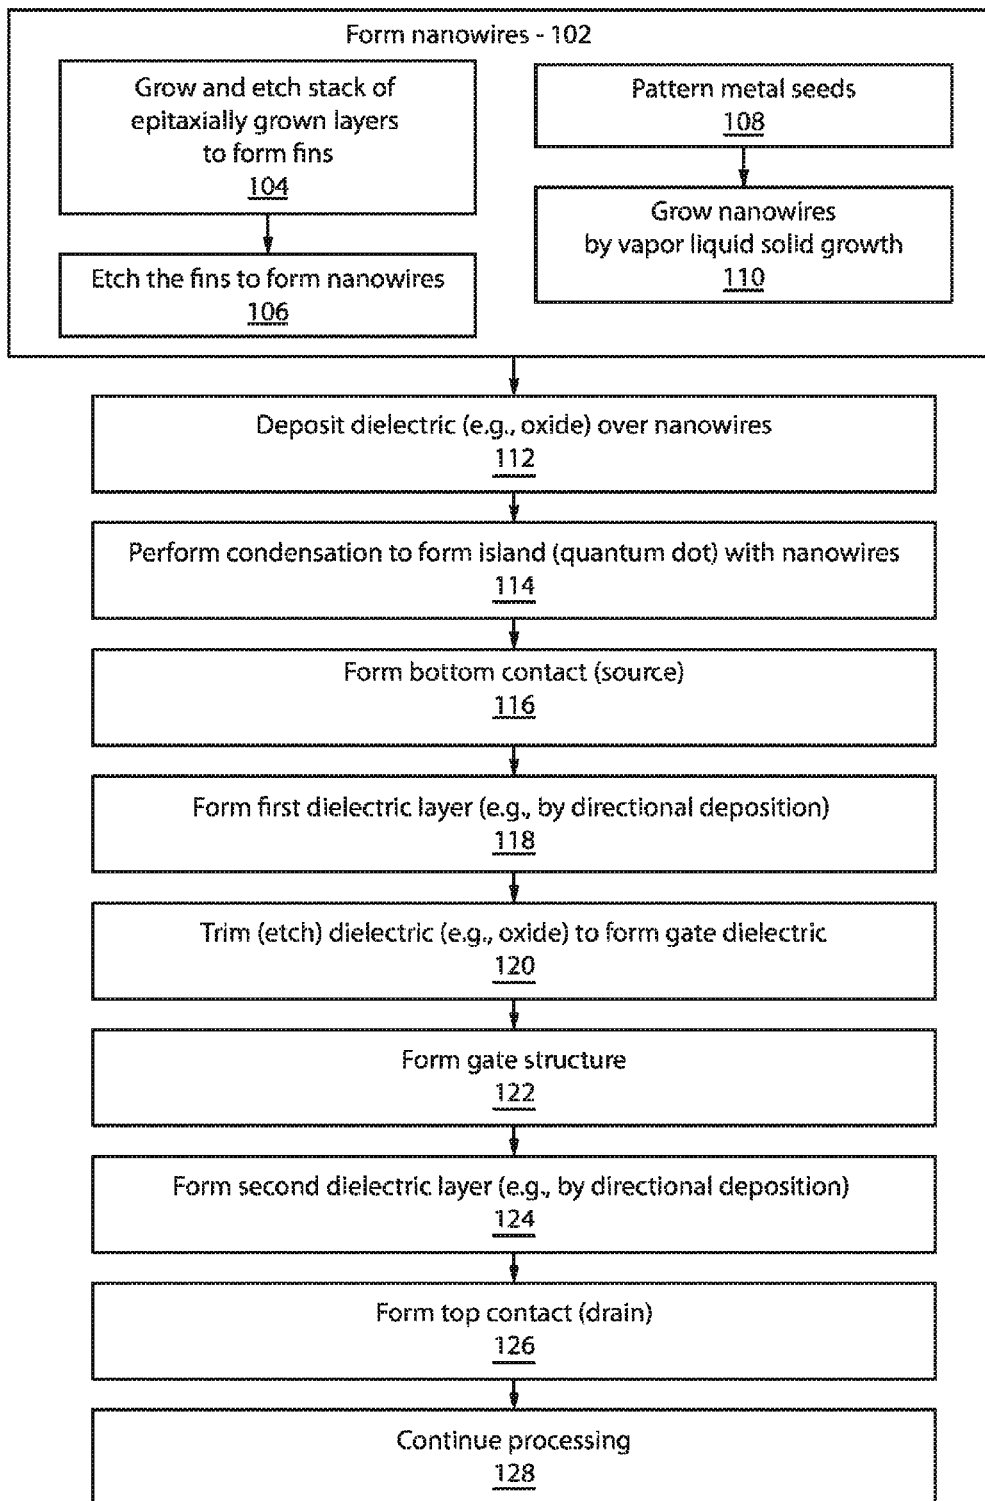 Form nanowires - 102
Grow and etch stack of
epitaxially grown layers
to form fins
104
Etch the fins to form nanowires
106
Pattern metal seeds
108
Grow nanowires
by vapor liquid solid growth
110
Deposit dielectric (e.g., oxide) over nanowires
112
Perform condensation to form island (quantum dot) with nanowires
114
Form bottom contact (source)
116
Form first dielectric layer (e.g., by directional deposition)
118
Trim (etch) dielectric (e.g., oxide) to form gate dielectric
120
Form gate structure
122
Form second dielectric layer (e.g., by directional deposition)
124
Form top contact (drain)
126
Continue processing
128